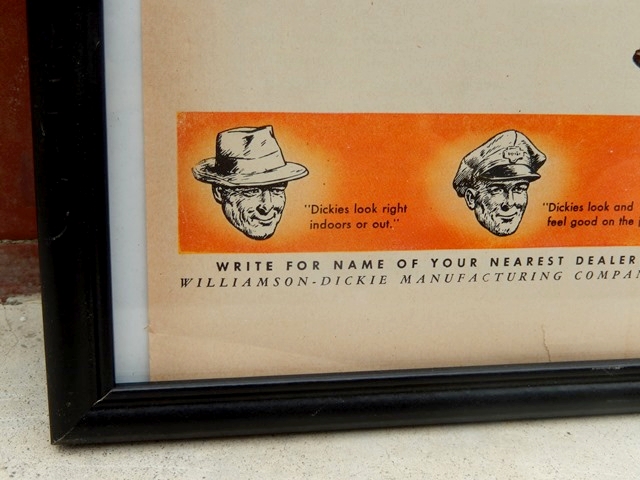 "Dickies look right
indoors or out."
"Dickies look and
feel good on the
WRITE FOR NAME OF YOUR NEAREST DEALER
WILLIAMSON-DICKIE MANUFACTURING COMPAN